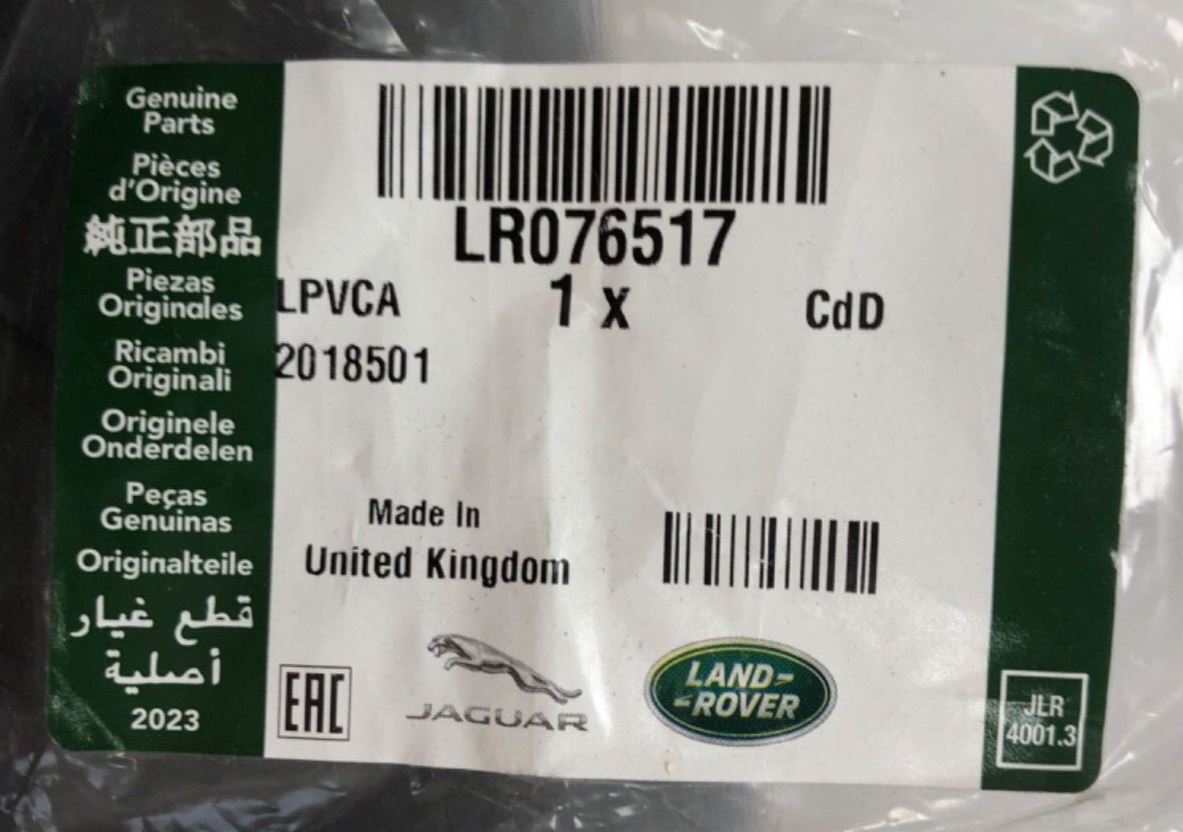 Genuine
Parts
Pièces
d'Origine
純正部品
Piezas
Originales
Ricambi
Originali
Originele
Onderdelen
Peças
Genuinas
Originalteile
قطع غيار
أصلية
2023
LR076517
LPVCA 1 x CdD
2018501
Made In
United Kingdom
EAC
JAGUAR
LAND-
-ROVER
JLR
4001.3